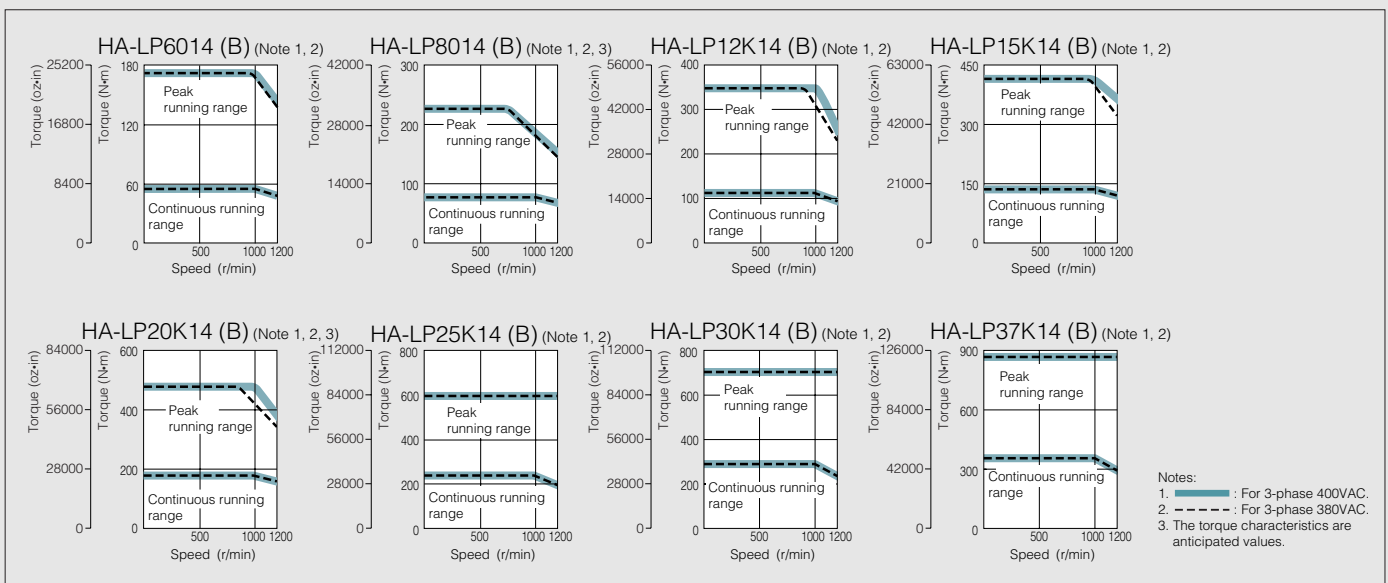 HA-LP6014 (B) (Note 1, 2)
Torque (oz•in)
25200
16800
8400
0
Torque (N•m)
180
120
60
0
Peak
running range
Continuous running
range
500
1000
1200
Speed (r/min)
HA-LP8014 (B) (Note 1, 2, 3)
Torque (oz•in)
42000
28000
14000
0
Torque (N•m)
300
200
100
0
Peak
running range
Continuous running
range
500
1000
1200
Speed (r/min)
HA-LP12K14 (B) (Note 1, 2)
Torque (oz•in)
56000
42000
28000
14000
0
Torque (N•m)
400
300
200
100
0
Peak
running range
Continuous running
range
500
1000
1200
Speed (r/min)
HA-LP15K14 (B) (Note 1, 2)
Torque (oz•in)
63000
42000
21000
0
Torque (N•m)
450
300
150
0
Peak
running range
Continuous running
range
500
1000
1200
Speed (r/min)
HA-LP20K14 (B) (Note 1, 2, 3)
Torque (oz•in)
84000
56000
28000
0
Torque (N•m)
600
400
200
0
Peak
running range
Continuous running
range
500
1000
1200
Speed (r/min)
HA-LP25K14 (B) (Note 1, 2)
Torque (oz•in)
112000
84000
56000
28000
0
Torque (N•m)
800
600
400
200
0
Peak
running range
Continuous running
range
500
1000
1200
Speed (r/min)
HA-LP30K14 (B) (Note 1, 2)
Torque (oz•in)
112000
84000
56000
28000
0
Torque (N•m)
800
600
400
200
0
Peak
running range
Continuous running
range
500
1000
1200
Speed (r/min)
HA-LP37K14 (B) (Note 1, 2)
Torque (oz•in)
126000
84000
42000
0
Torque (N•m)
900
600
300
0
Peak
running range
Continuous running
range
500
1000
1200
Speed (r/min)
Notes:
1. : For 3-phase 400VAC.
2. : For 3-phase 380VAC.
3. The torque characteristics are
anticipated values.